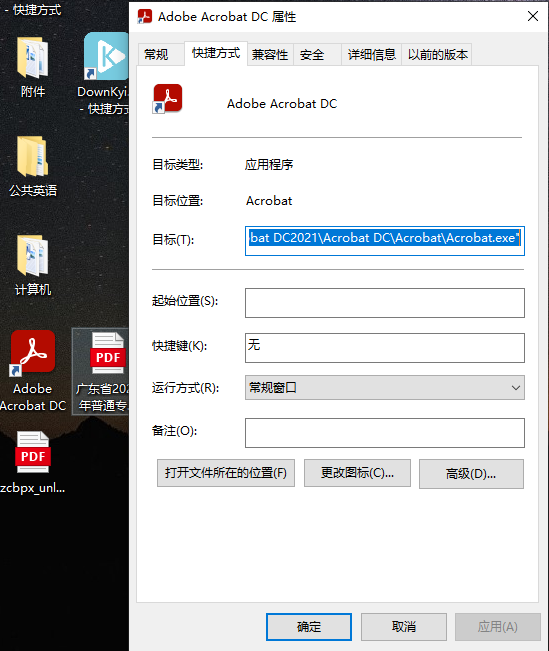 - 快捷方式
附件
DownKyi.
- 快捷方式
公共英语
计算机
Adobe
Acrobat DC
广东省202
年普通专.
PDF
PDF
zcbpx_unl...
Adobe Acrobat DC 属性
常规
快捷方式
兼容性
安全
详细信息
以前的版本
Adobe Acrobat DC
目标类型:
应用程序
目标位置:
Acrobat
目标(T):
bat DC2021\Acrobat DC\Acrobat\Acrobat.exe"
起始位置(S):
快捷键(K):
无
运行方式(R):
常规窗口
备注(O):
打开文件所在的位置(F)
更改图标(C)...
高级(D)...
确定
取消
应用(A)